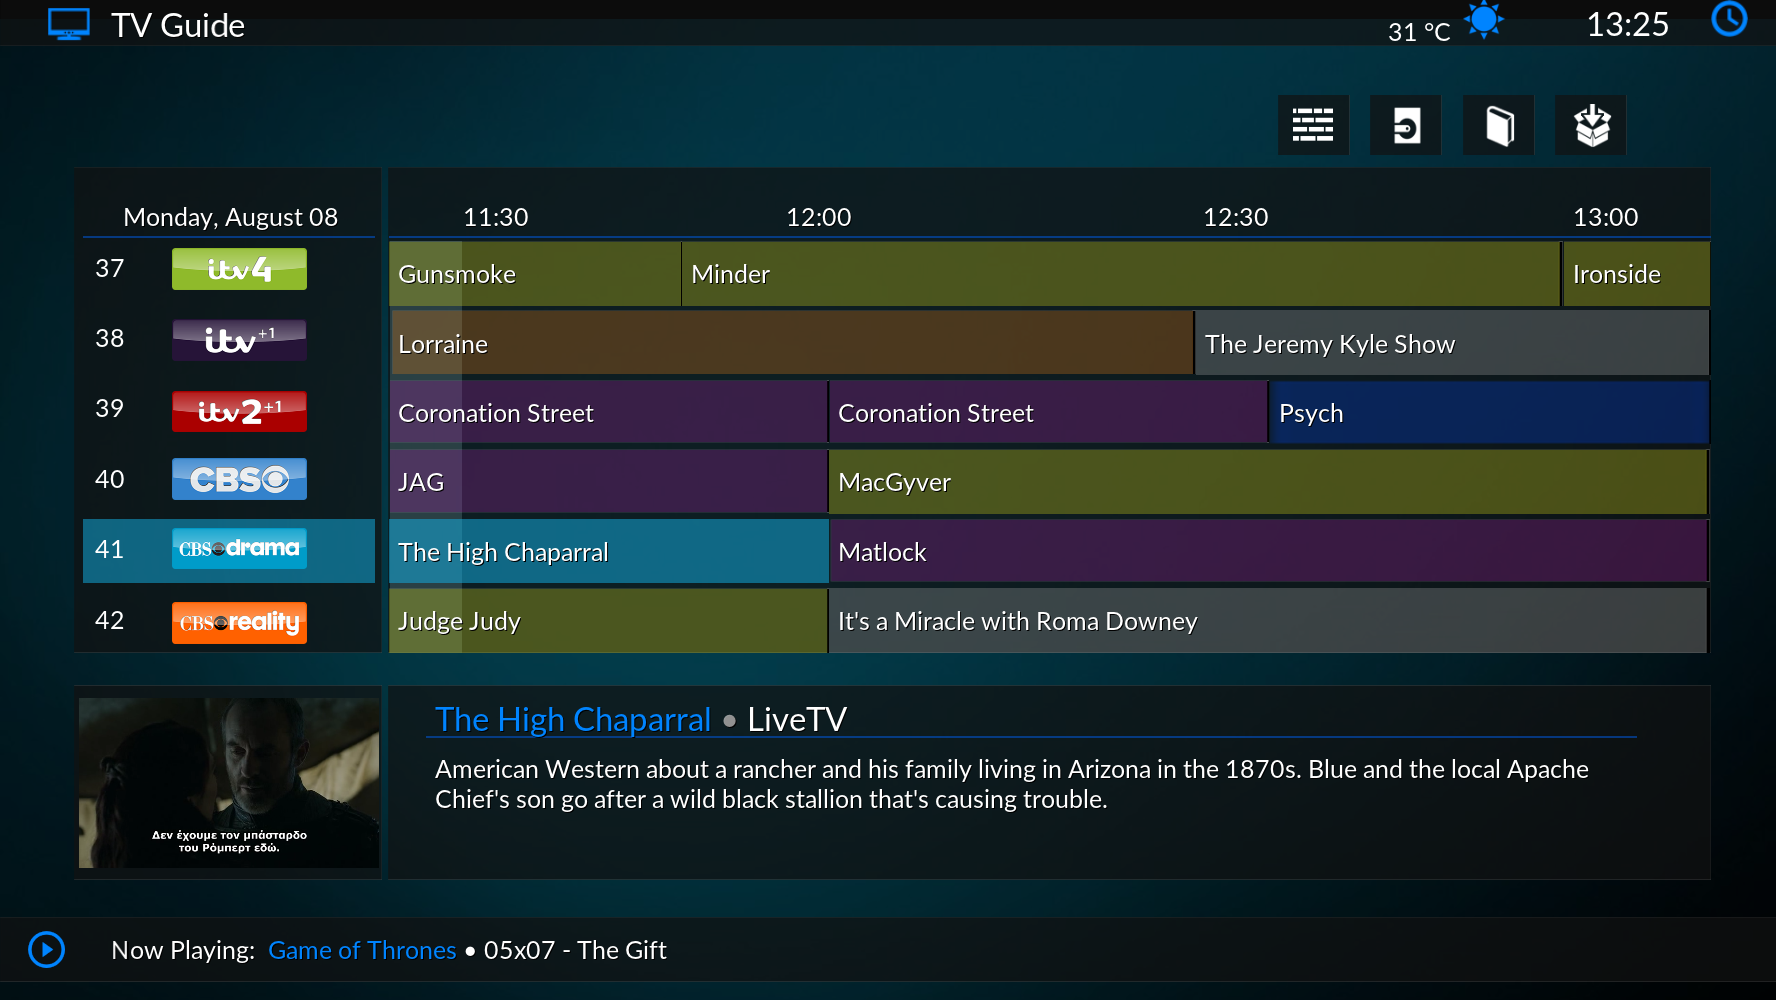 TV Guide
31 °C
13:25
Monday, August 08
11:30
12:00
12:30
13:00
37
itv4
Gunsmoke
Minder
Ironside
38
itv+1
Lorraine
The Jeremy Kyle Show
39
itv2+1
Coronation Street
Coronation Street
Psych
40
CBS
JAG
MacGyver
41
CBS drama
The High Chaparral
Matlock
42
CBS reality
Judge Judy
It's a Miracle with Roma Downey
Δεν έχουμε τον μπάσταρδο
του Ρόμπερτ εδώ.
The High Chaparral • LiveTV
American Western about a rancher and his family living in Arizona in the 1870s. Blue and the local Apache
Chief's son go after a wild black stallion that's causing trouble.
Now Playing: Game of Thrones • 05x07 - The Gift